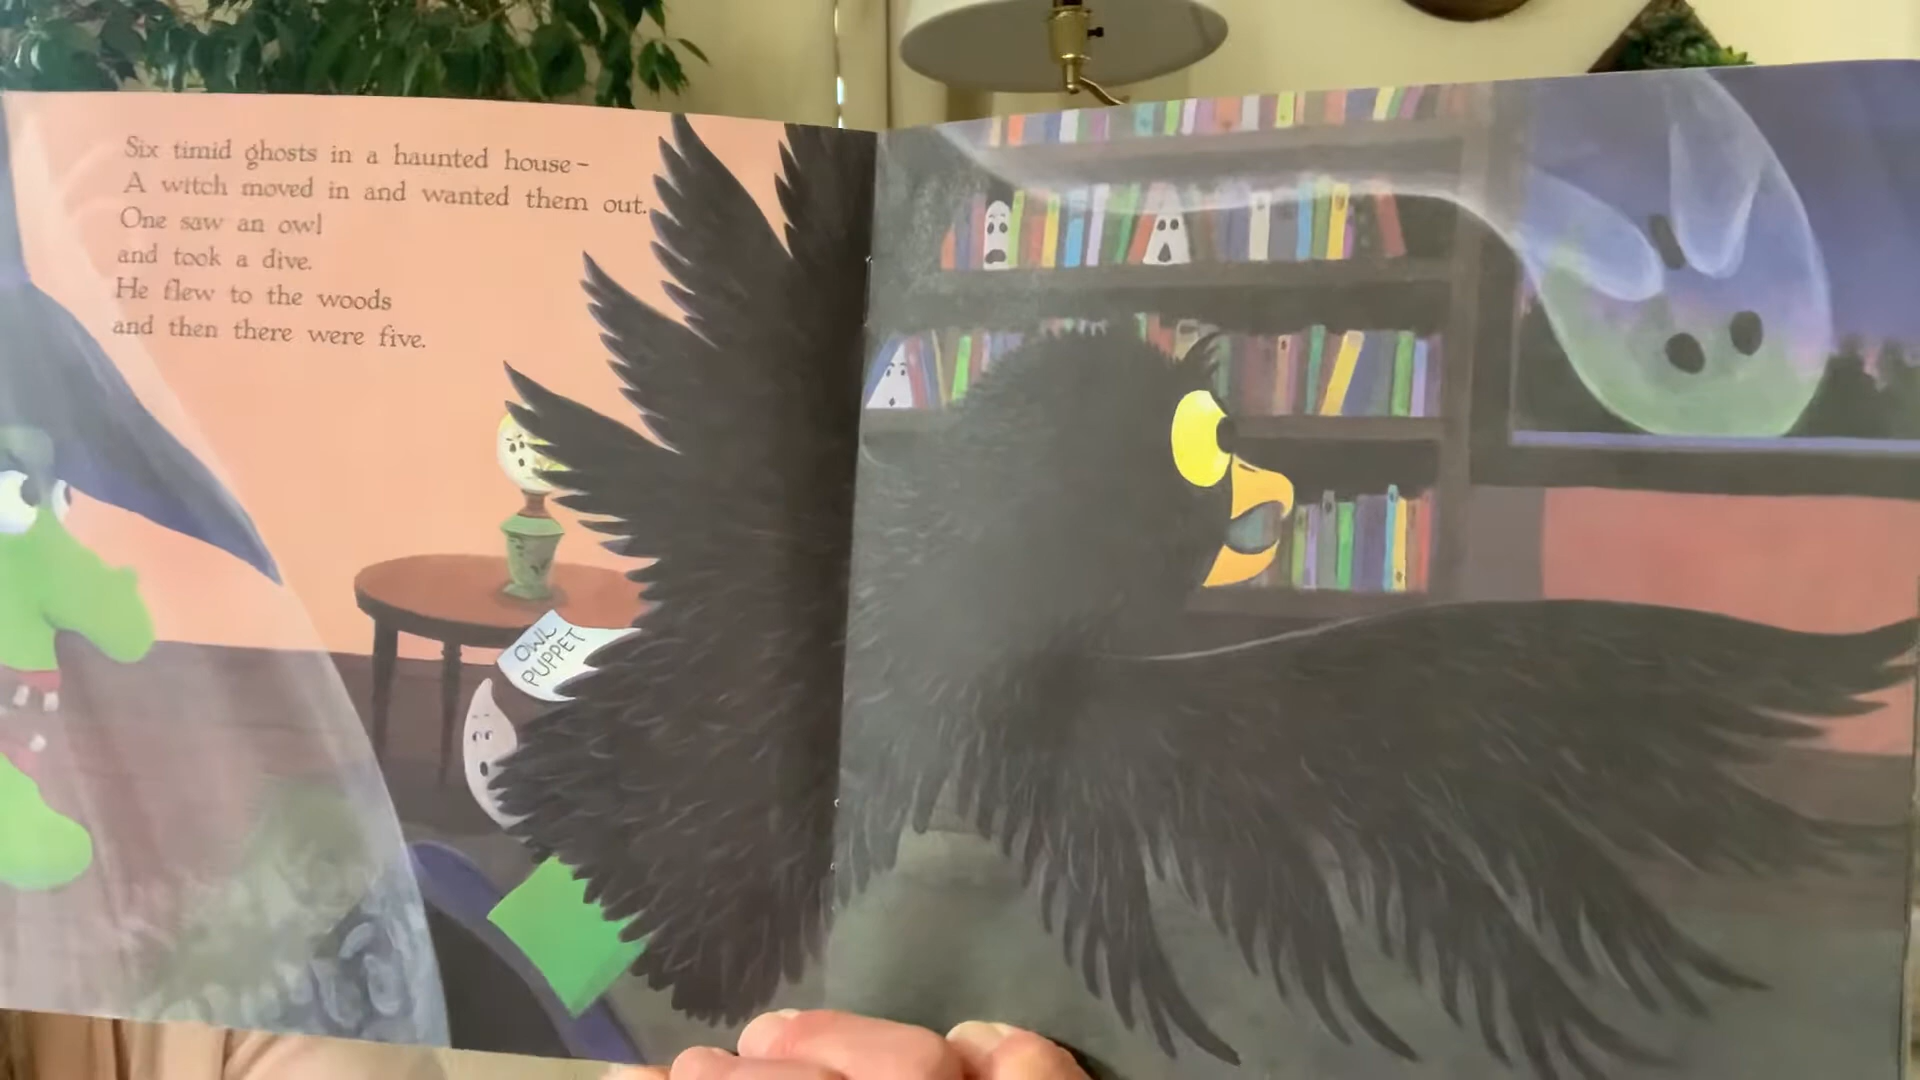 Six timid ghosts in a haunted house –
A witch moved in and wanted them out.
One saw an owl
and took a dive.
He flew to the woods
and then there were five.
OWL
PUPPET